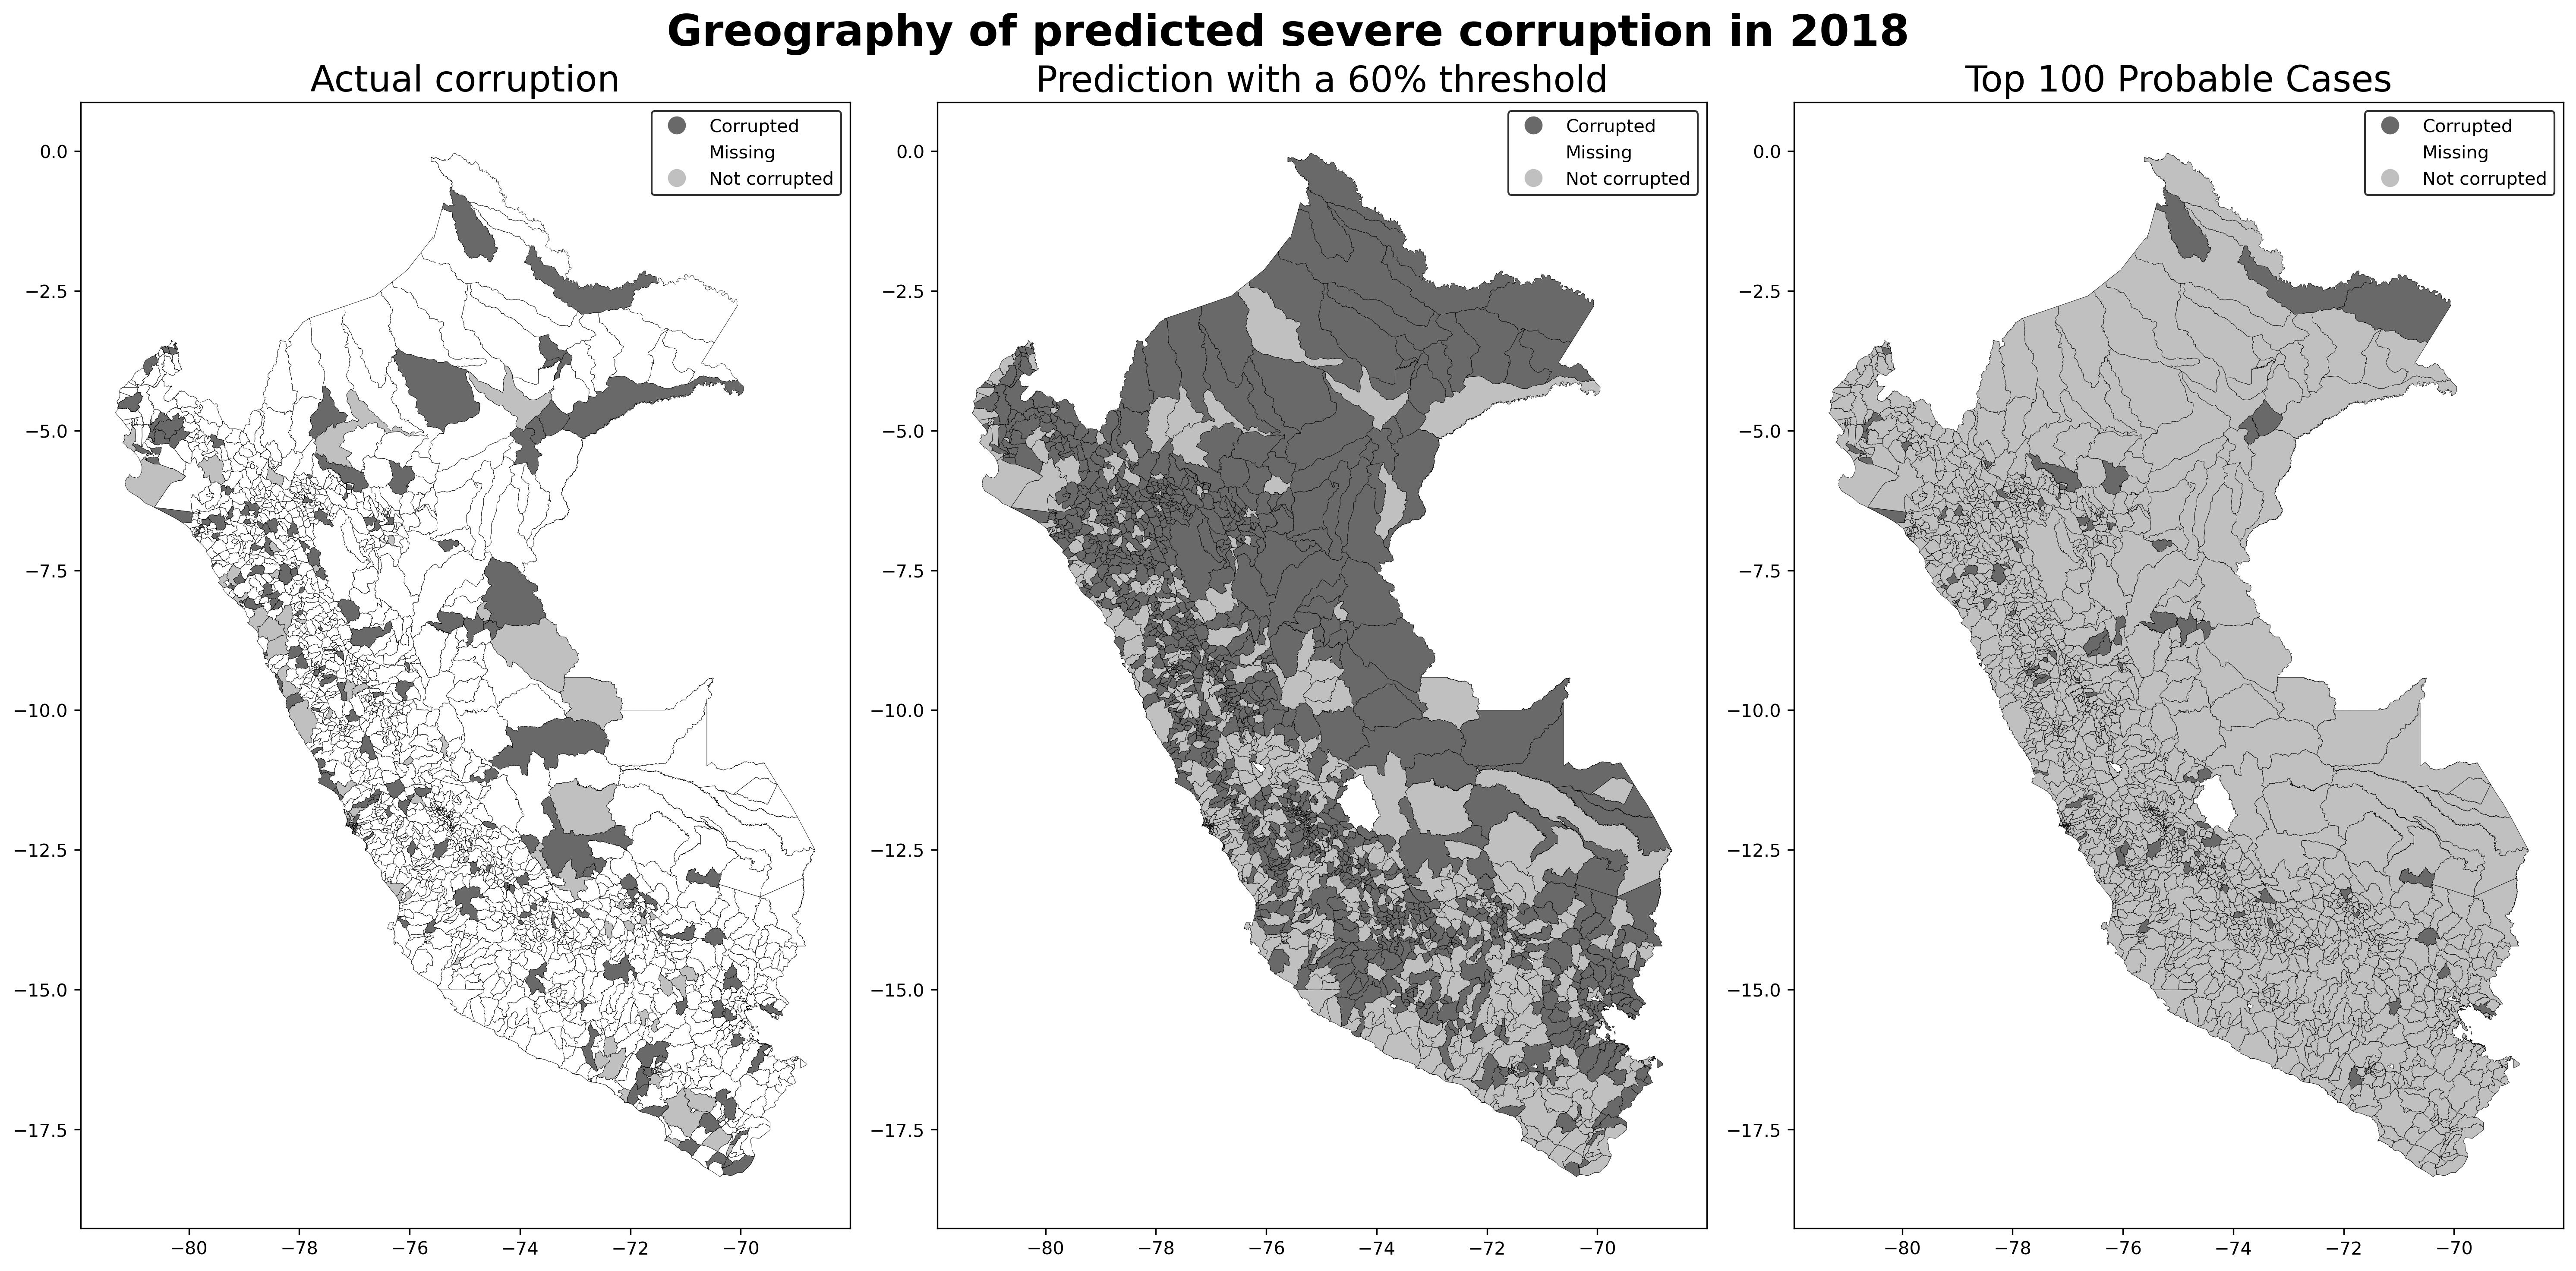 Greography of predicted severe corruption in 2018
Actual corruption
Corrupted
Missing
Not corrupted
0.0
−2.5
−5.0
−7.5
−10.0
−12.5
−15.0
−17.5
−80 −78 −76 −74 −72 −70
Prediction with a 60% threshold
Corrupted
Missing
Not corrupted
0.0
−2.5
−5.0
−7.5
−10.0
−12.5
−15.0
−17.5
−80 −78 −76 −74 −72 −70
Top 100 Probable Cases
Corrupted
Missing
Not corrupted
0.0
−2.5
−5.0
−7.5
−10.0
−12.5
−15.0
−17.5
−80 −78 −76 −74 −72 −70